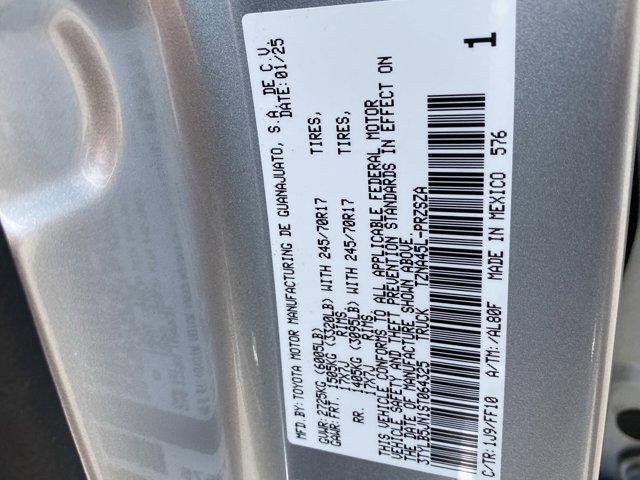 MFD.BY: TOYOTA MOTOR MANUFACTURING DE GUANAJUATO, S.A. DE C.V.
DATE: 01/25
GVWR: 2725KG (6005LB)
GAWR: FRT. 1505KG (3320LB) WITH 245/70R17 TIRES,
17X7J RIMS,
RR. 1405KG (3095LB) WITH 245/70R17 TIRES,
17X7J RIMS,
THIS VEHICLE CONFORMS TO ALL APPLICABLE FEDERAL MOTOR
VEHICLE SAFETY AND THEFT PREVENTION STANDARDS IN EFFECT ON
THE DATE OF MANUFACTURE SHOWN ABOVE.
3TYLB5JN1ST064325 TRUCK TZNA45L-PRZSZA
1
C/TR: 1J9/FF10 A/TM: /AL80F MADE IN MEXICO 576